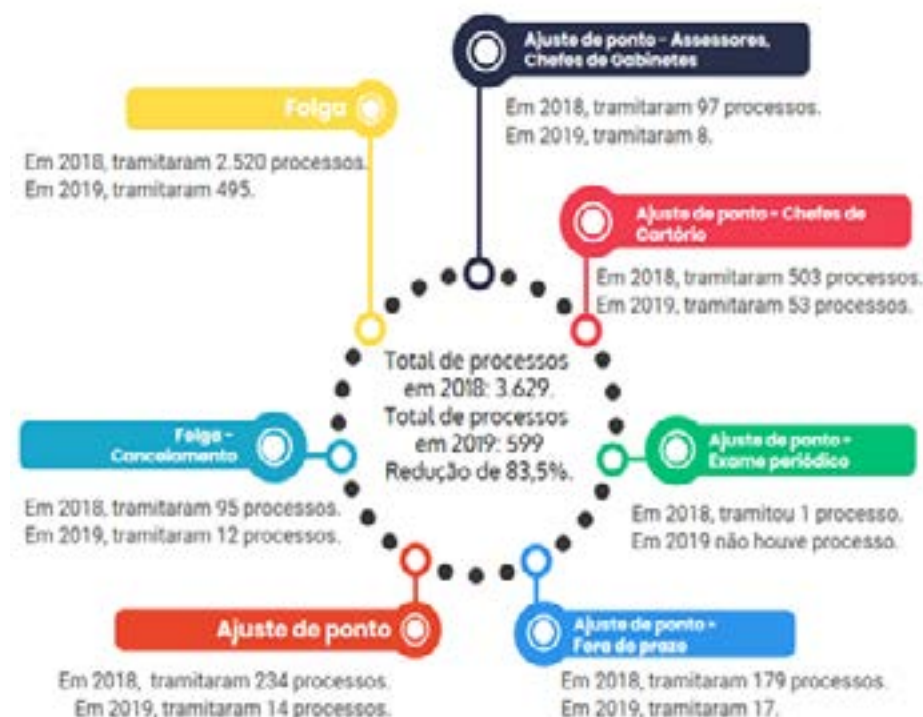 Ajuste de ponto - Assessores,
Chefes de Gabinetes
Em 2018, tramitaram 97 processos.
Em 2019, tramitaram 8.
Folga
Em 2018, tramitaram 2.520 processos.
Em 2019, tramitaram 495.
Ajuste de ponto - Chefes de
Cartório
Em 2018, tramitaram 503 processos.
Em 2019, tramitaram 53 processos.
Total de processos
em 2018: 3.629.
Total de processos
em 2019: 599
Redução de 83,5%.
Folga -
Cancelamento
Em 2018, tramitaram 95 processos.
Em 2019, tramitaram 12 processos.
Ajuste de ponto -
Exame periódico
Em 2018, tramitou 1 processo.
Em 2019 não houve processo.
Ajuste de ponto
Em 2018, tramitaram 234 processos.
Em 2019, tramitaram 14 processos.
Ajuste de ponto -
Fora do prazo
Em 2018, tramitaram 179 processos.
Em 2019, tramitaram 17.